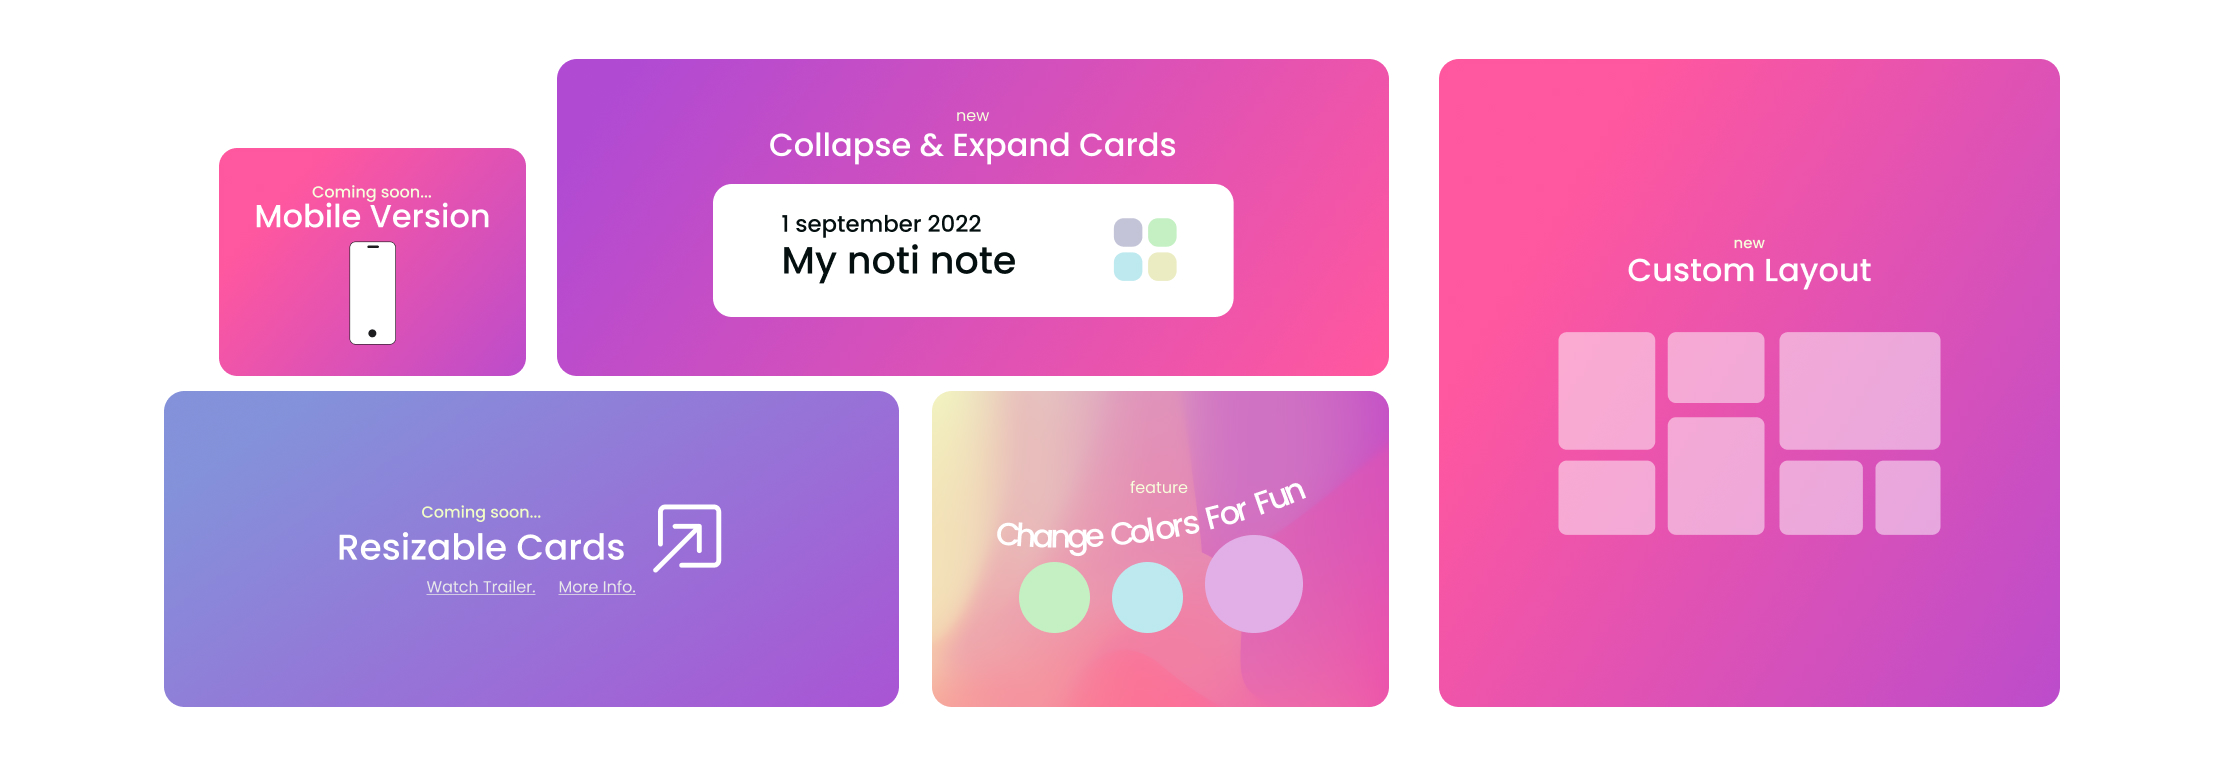 Coming soon...
Mobile Version
new
Collapse & Expand Cards
1 september 2022
My noti note
new
Custom Layout
Coming soon...
Resizable Cards
Watch Trailer. More Info.
feature
Change Colors For Fun